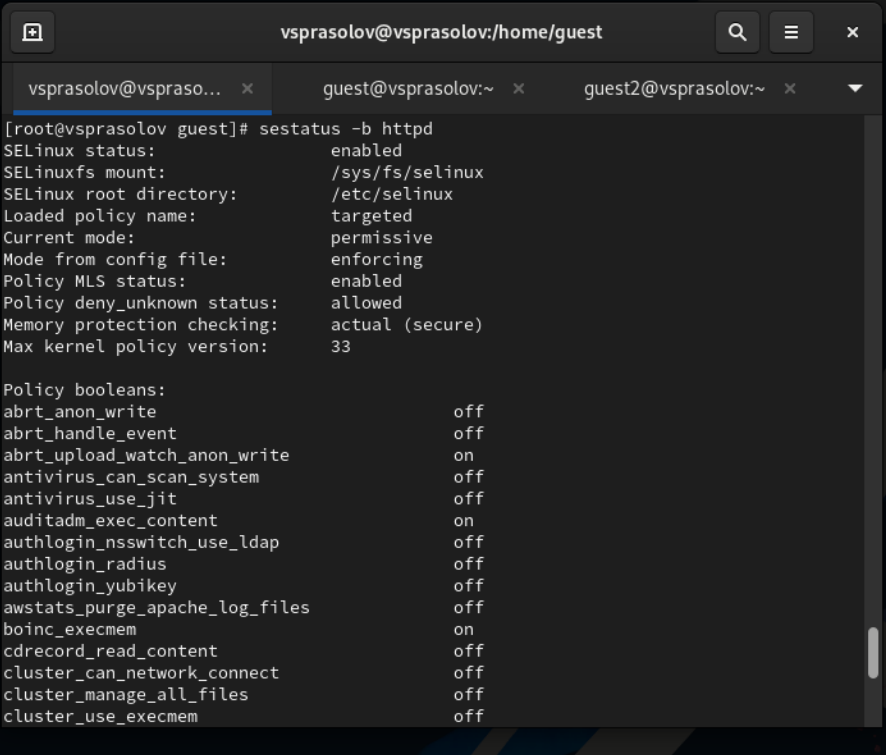 vsprasolov@vsprasolov:/home/guest
vsprasolov@vspraso... × guest@vsprasolov:~ × guest2@vsprasolov:~ ×
[root@vsprasolov guest]# sestatus -b httpd
SELinux status:                 enabled
SELinuxfs mount:                /sys/fs/selinux
SELinux root directory:         /etc/selinux
Loaded policy name:             targeted
Current mode:                   permissive
Mode from config file:          enforcing
Policy MLS status:              enabled
Policy deny_unknown status:     allowed
Memory protection checking:     actual (secure)
Max kernel policy version:      33

Policy booleans:
abrt_anon_write                             off
abrt_handle_event                           off
abrt_upload_watch_anon_write                on
antivirus_can_scan_system                   off
antivirus_use_jit                           off
auditadm_exec_content                       on
authlogin_nsswitch_use_ldap                 off
authlogin_radius                            off
authlogin_yubikey                           off
awstats_purge_apache_log_files              off
boinc_execmem                               on
cdrecord_read_content                       off
cluster_can_network_connect                 off
cluster_manage_all_files                    off
cluster_use_execmem                         off